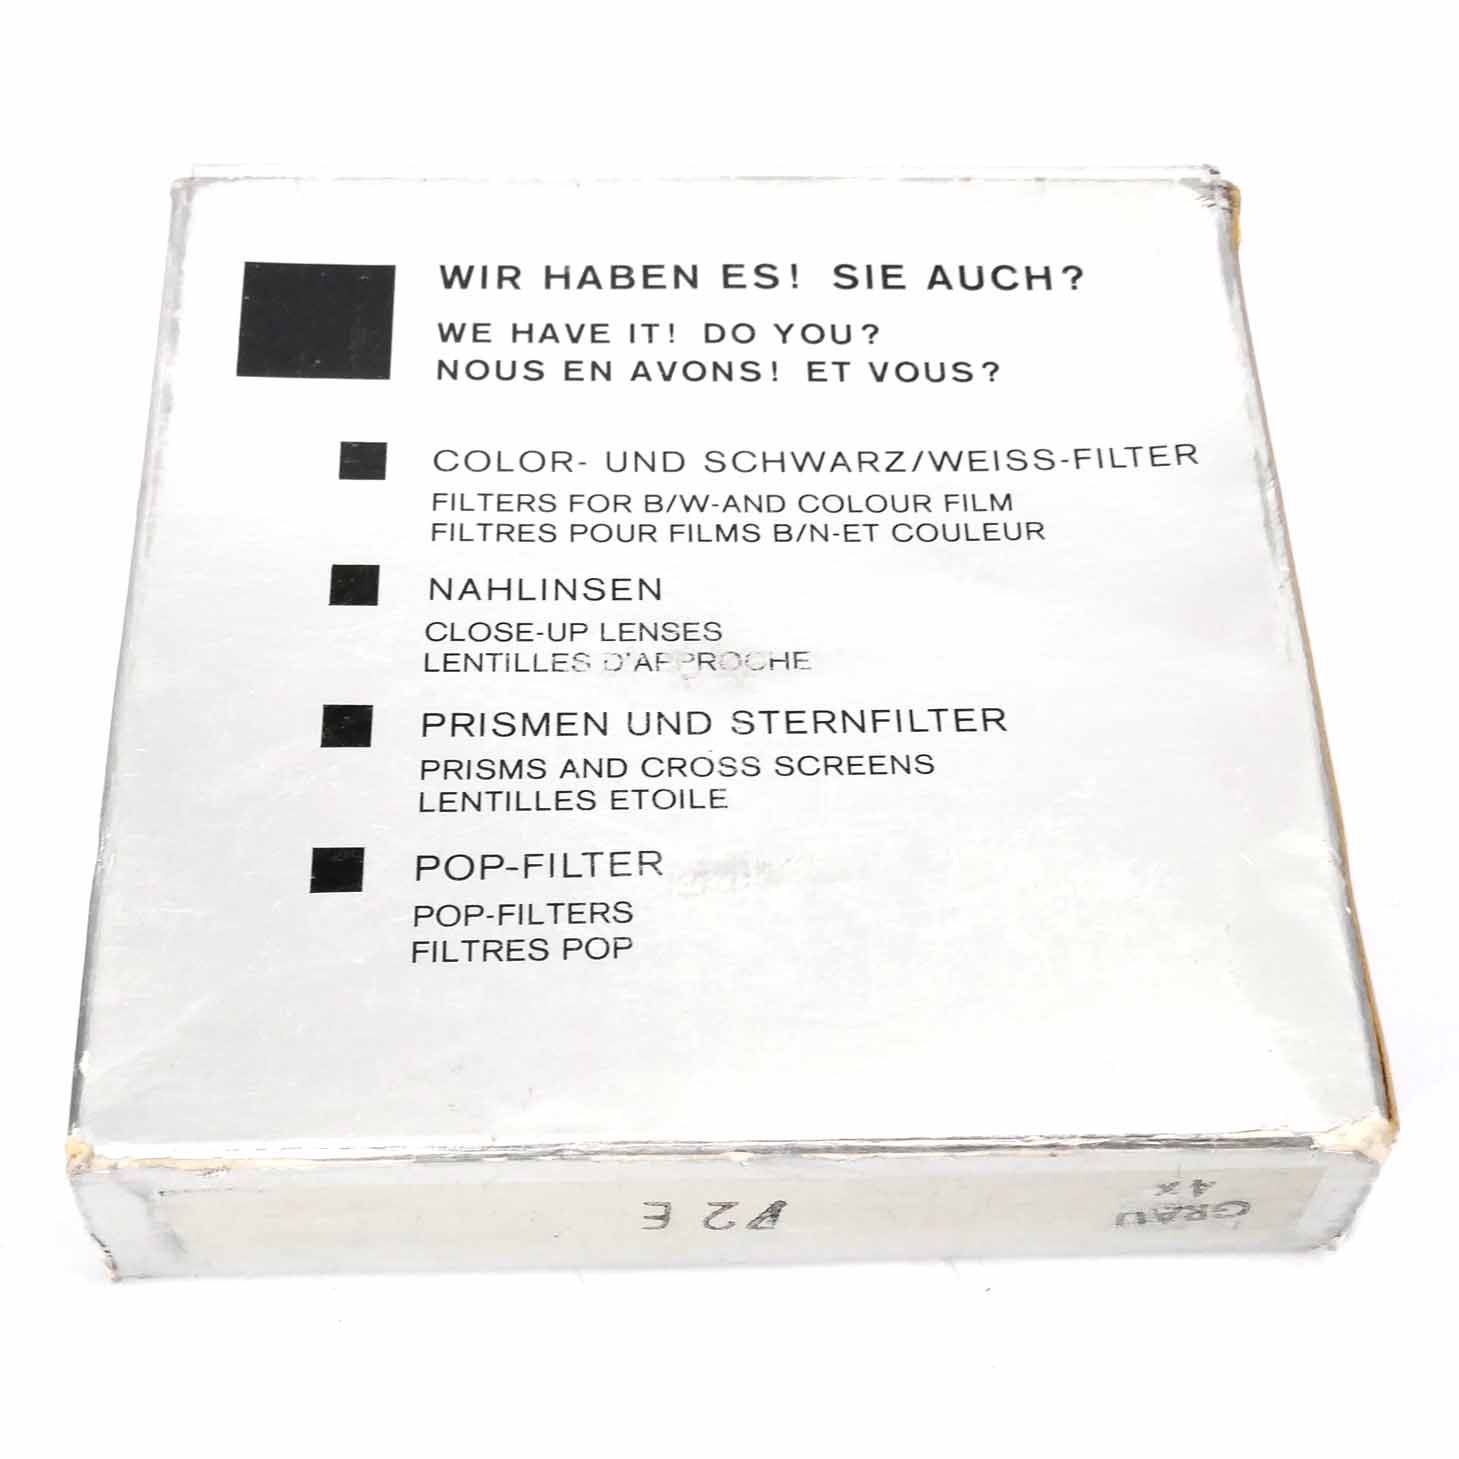 WIR HABEN ES! SIE AUCH?
WE HAVE IT! DO YOU?
NOUS EN AVONS! ET VOUS?
COLOR- UND SCHWARZ/WEISS-FILTER
FILTERS FOR B/W-AND COLOUR FILM
FILTRES POUR FILMS B/N-ET COULEUR
NAHLINSEN
CLOSE-UP LENSES
LENTILLES D'APPROCHE
PRISMEN UND STERNFILTER
PRISMS AND CROSS SCREENS
LENTILLES ETOILE
POP-FILTER
POP-FILTERS
FILTRES POP
GRAU
4x
E